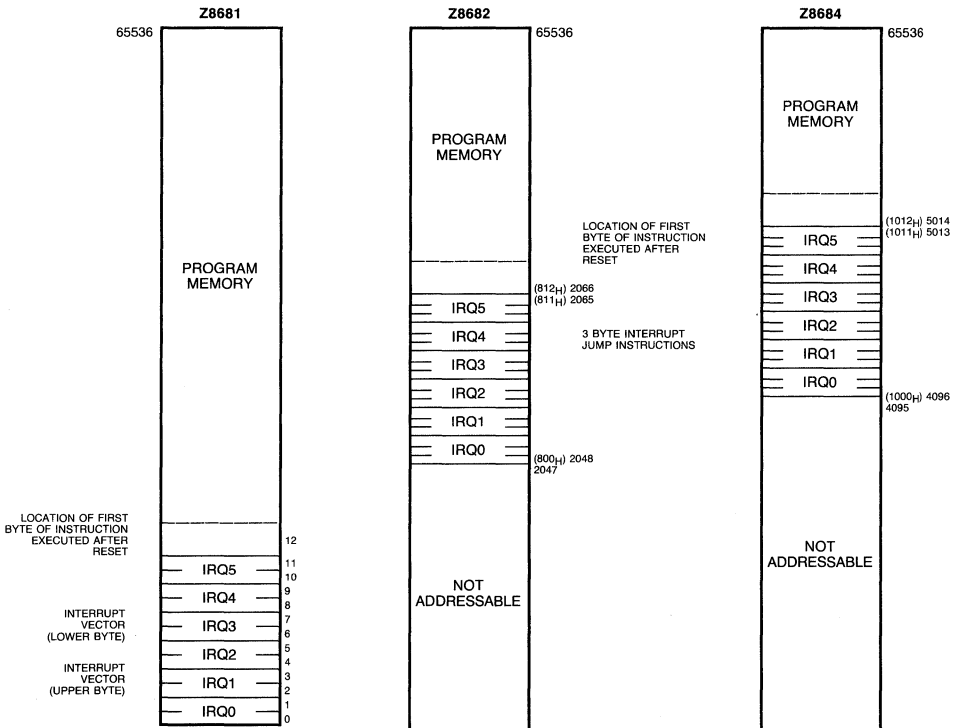 Z8681
65536
PROGRAM
MEMORY
LOCATION OF FIRST
BYTE OF INSTRUCTION
EXECUTED AFTER
RESET
12
IRQ5
11
10
IRQ4
9
8
INTERRUPT
VECTOR
(LOWER BYTE)
IRQ3
7
6
IRQ2
5
4
INTERRUPT
VECTOR
(UPPER BYTE)
IRQ1
3
2
IRQ0
1
0
Z8682
65536
PROGRAM
MEMORY
LOCATION OF FIRST
BYTE OF INSTRUCTION
EXECUTED AFTER
RESET
(812H) 2066
(811H) 2065
IRQ5
IRQ4
3 BYTE INTERRUPT
JUMP INSTRUCTIONS
IRQ3
IRQ2
IRQ1
IRQ0
(800H) 2048
2047
NOT
ADDRESSABLE
Z8684
65536
PROGRAM
MEMORY
(1012H) 5014
(1011H) 5013
IRQ5
IRQ4
IRQ3
IRQ2
IRQ1
IRQ0
(1000H) 4096
4095
NOT
ADDRESSABLE